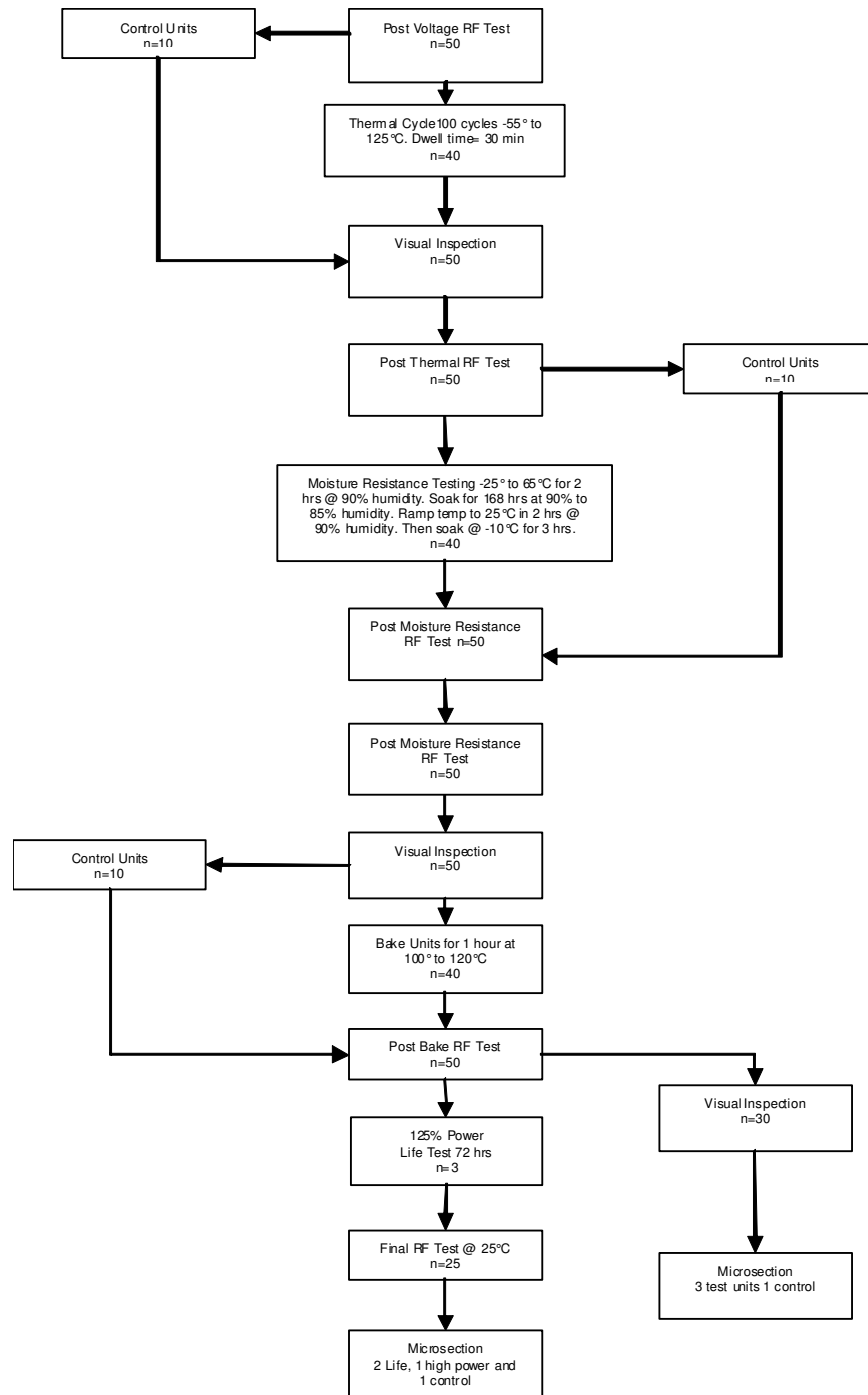 Control Units
n=10
Post Voltage RF Test
n=50
Thermal Cycle100 cycles -55° to
125°C. Dwell time= 30 min
n=40
Visual Inspection
n=50
Post Thermal RF Test
n=50
Control Units
n=10
Moisture Resistance Testing -25° to 65°C for 2
hrs @ 90% humidity. Soak for 168 hrs at 90% to
85% humidity. Ramp temp to 25°C in 2 hrs @
90% humidity. Then soak @ -10°C for 3 hrs.
n=40
Post Moisture Resistance
RF Test n=50
Post Moisture Resistance
RF Test
n=50
Control Units
n=10
Visual Inspection
n=50
Bake Units for 1 hour at
100° to 120°C
n=40
Post Bake RF Test
n=50
Visual Inspection
n=30
125% Power
Life Test 72 hrs
n=3
Final RF Test @ 25°C
n=25
Microsection
3 test units 1 control
Microsection
2 Life, 1 high power and
1 control